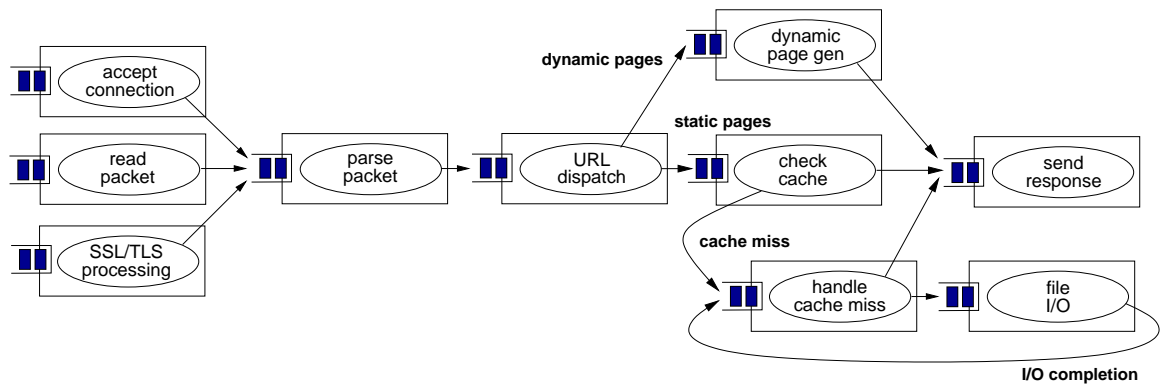 accept
connection
read
packet
SSL/TLS
processing
parse
packet
URL
dispatch
dynamic pages
dynamic
page gen
static pages
check
cache
send
response
cache miss
handle
cache miss
file
I/O
I/O completion